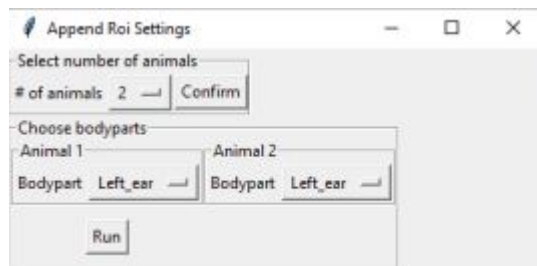 Append Roi Settings
Select number of animals
# of animals 2 Confirm
Choose bodyparts
Animal 1 Animal 2
Bodypart Left_ear Bodypart Left_ear
Run